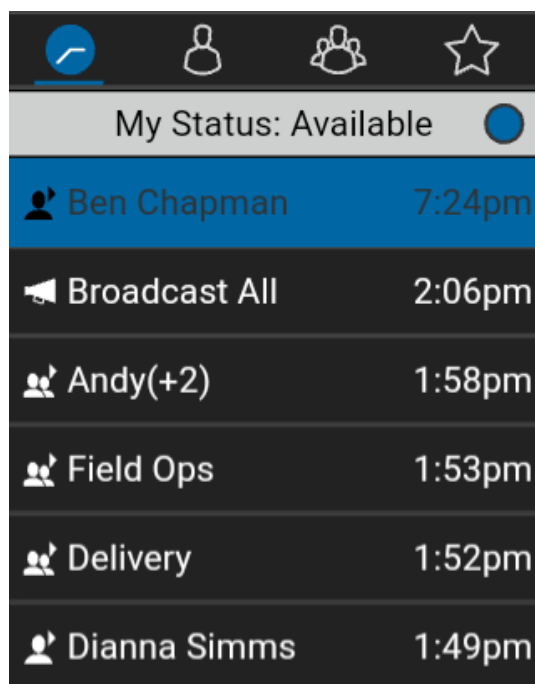 My Status: Available
Ben Chapman 7:24pm
Broadcast All 2:06pm
Andy(+2) 1:58pm
Field Ops 1:53pm
Delivery 1:52pm
Dianna Simms 1:49pm